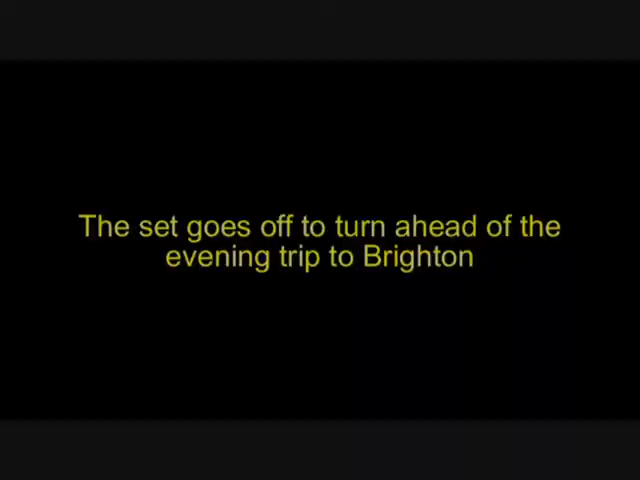 The set goes off to turn ahead of the
evening trip to Brighton